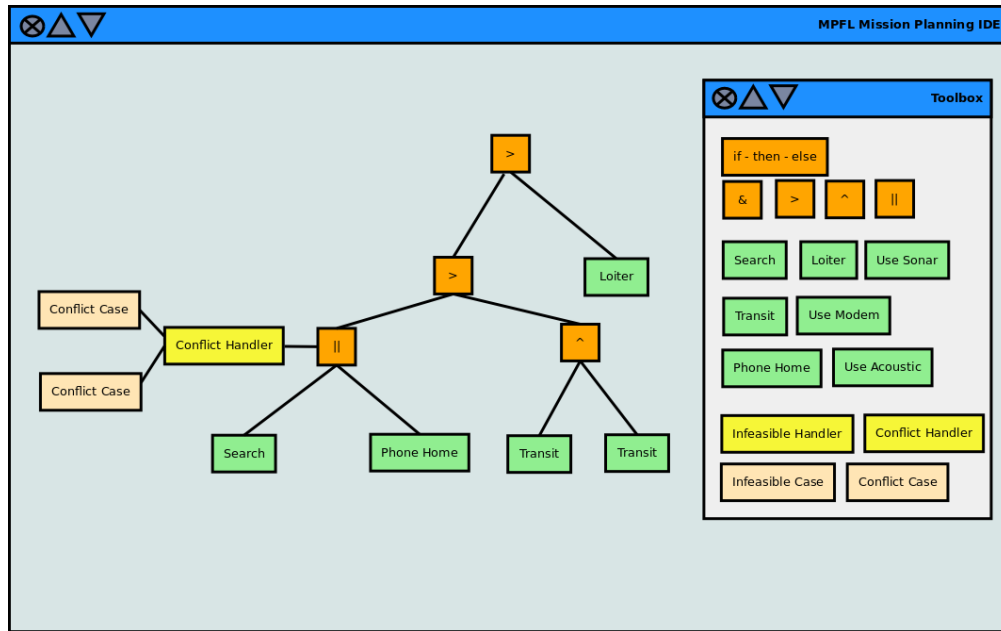 MPFL Mission Planning IDE
>
>
Loiter
Conflict Case
Conflict Handler
||
^
Conflict Case
Search
Phone Home
Transit
Transit
Toolbox
if - then - else
& > ^ ||
Search Loiter Use Sonar
Transit Use Modem
Phone Home Use Acoustic
Infeasible Handler Conflict Handler
Infeasible Case Conflict Case